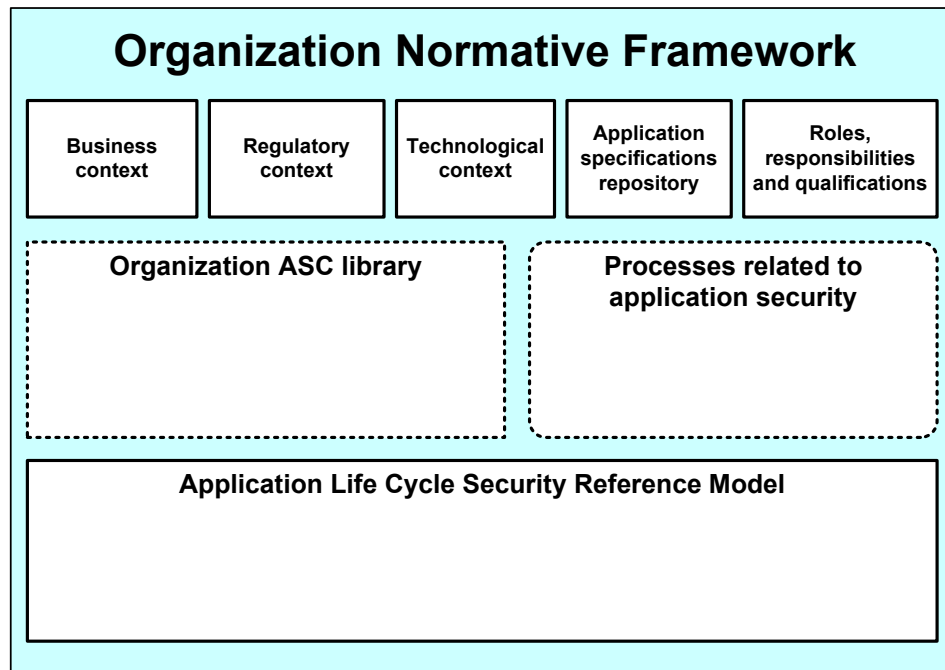 Organization Normative Framework
Business
context
Regulatory
context
Technological
context
Application
specifications
repository
Roles,
responsibilities
and qualifications
Organization ASC library
Processes related to
application security
Application Life Cycle Security Reference Model